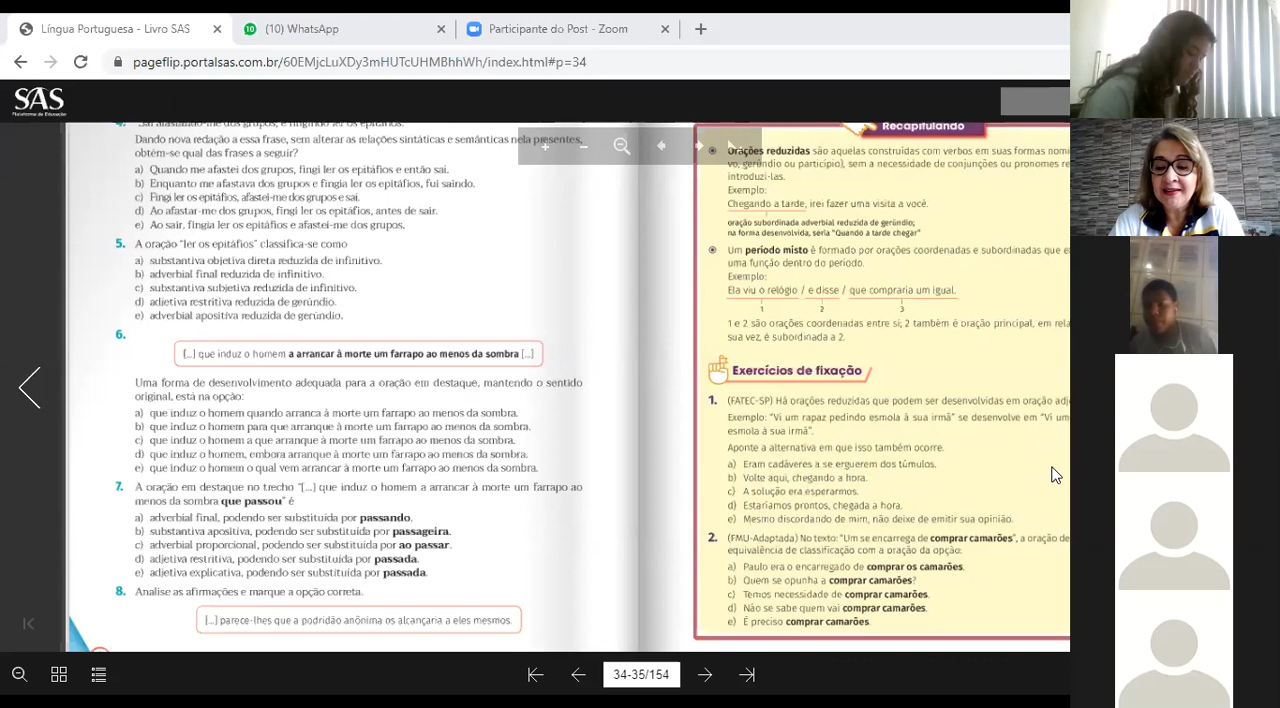 Língua Portuguesa - Livro SAS
(10) WhatsApp
Participante do Post - Zoom
pageflip.portalsas.com.br/60EMjcLuXDy3mHUTcUHMBhhWh/index.html#p=34
SAS
Plataforma de Educação
4. "Saí afastando-me dos grupos, e fingindo ler os epitáfios."
Dando nova redação a essa frase, sem alterar as relações sintáticas e semânticas nela presentes,
obtém-se qual das frases a seguir?
a) Quando me afastei dos grupos, fingi ler os epitáfios e então saí.
b) Enquanto me afastava dos grupos e fingia ler os epitáfios, fui saindo.
c) Fingi ler os epitáfios, afastei-me dos grupos e saí.
d) Ao afastar-me dos grupos, fingi ler os epitáfios, antes de sair.
e) Ao sair, fingia ler os epitáfios e afastei-me dos grupos.
5. A oração "ler os epitáfios" classifica-se como
a) substantiva objetiva direta reduzida de infinitivo.
b) adverbial final reduzida de infinitivo.
c) substantiva subjetiva reduzida de infinitivo.
d) adjetiva restritiva reduzida de gerúndio.
e) adverbial apositiva reduzida de gerúndio.
6.
[...] que induz o homem a arrancar à morte um farrapo ao menos da sombra [...]
Uma forma de desenvolvimento adequada para a oração em destaque, mantendo o sentido
original, está na opção:
a) que induz o homem quando arranca à morte um farrapo ao menos da sombra.
b) que induz o homem para que arranque à morte um farrapo ao menos da sombra.
c) que induz o homem a que arranque à morte um farrapo ao menos da sombra.
d) que induz o homem, embora arranque à morte um farrapo ao menos da sombra.
e) que induz o homem o qual vem arrancar à morte um farrapo ao menos da sombra.
7. A oração em destaque no trecho "[...] que induz o homem a arrancar à morte um farrapo ao
menos da sombra que passou" é
a) adverbial final, podendo ser substituída por passando.
b) substantiva apositiva, podendo ser substituída por passageira.
c) adverbial proporcional, podendo ser substituída por ao passar.
d) adjetiva restritiva, podendo ser substituída por passada.
e) adjetiva explicativa, podendo ser substituída por passada.
8. Analise as afirmações e marque a opção correta.
[...] parece-lhes que a podridão anônima os alcançaria a eles mesmos.
Recapitulando
Orações reduzidas são aquelas construídas com verbos em suas formas nomi
vo, gerúndio ou particípio), sem a necessidade de conjunções ou pronomes re
introduzi-las.
Exemplo:
Chegando a tarde, irei fazer uma visita a você.
oração subordinada adverbial reduzida de gerúndio;
na forma desenvolvida, seria "Quando a tarde chegar"
Um período misto é formado por orações coordenadas e subordinadas que e
uma função dentro do período.
Exemplo:
Ela viu o relógio / e disse / que compraria um igual.
1 2 3
1 e 2 são orações coordenadas entre si; 2 também é oração principal, em rela
sua vez, é subordinada a 2.
Exercícios de fixação
1. (FATEC-SP) Há orações reduzidas que podem ser desenvolvidas em oração adje
Exemplo: "Vi um rapaz pedindo esmola à sua irmã" se desenvolve em "Vi um
esmola à sua irmã".
Aponte a alternativa em que isso também ocorre.
a) Eram cadáveres a se erguerem dos túmulos.
b) Volte aqui, chegando a hora.
c) A solução era esperarmos.
d) Estaríamos prontos, chegada a hora.
e) Mesmo discordando de mim, não deixe de emitir sua opinião.
2. (FMU-Adaptada) No texto: "Um se encarrega de comprar camarões", a oração de
equivalência de classificação com a oração da opção:
a) Paulo era o encarregado de comprar os camarões.
b) Quem se opunha a comprar camarões?
c) Temos necessidade de comprar camarões.
d) Não se sabe quem vai comprar camarões.
e) É preciso comprar camarões.
34-35/154